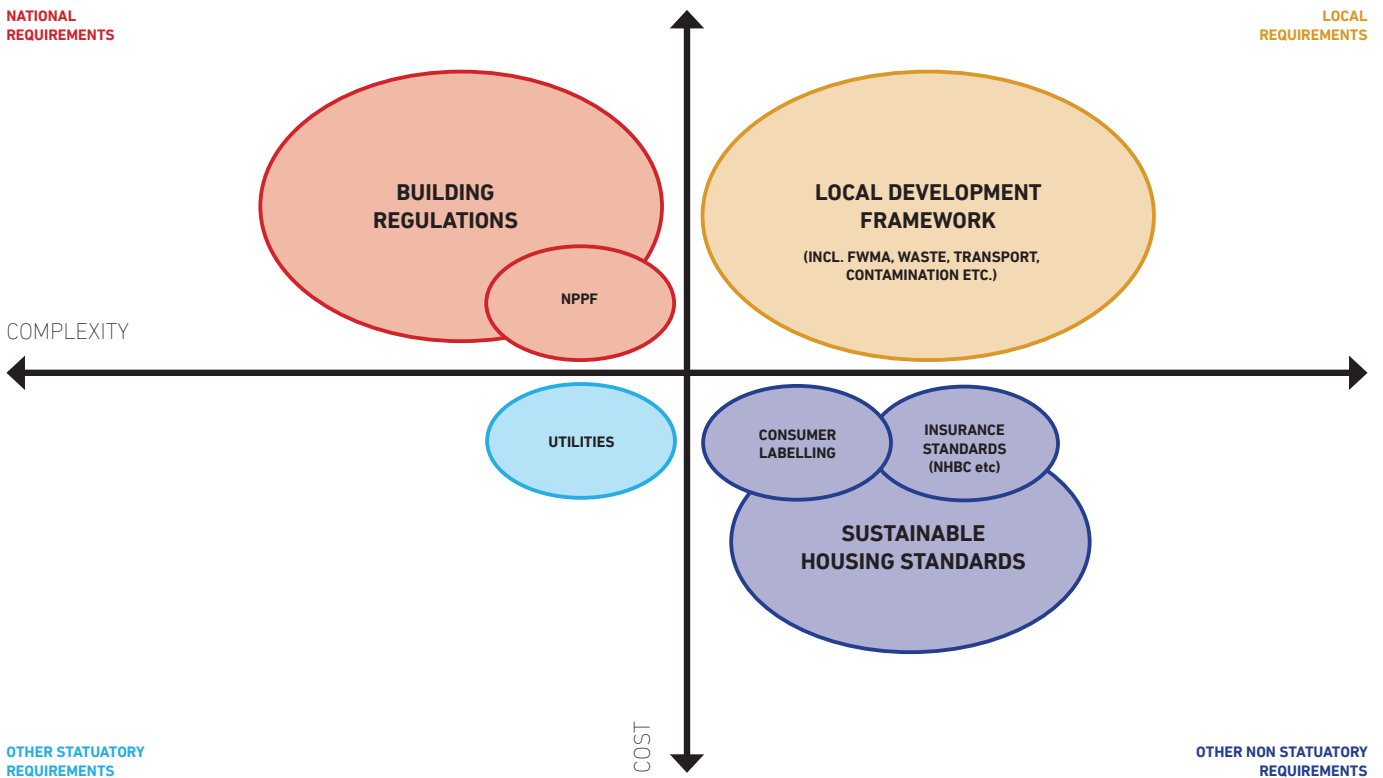 NATIONAL
REQUIREMENTS
LOCAL
REQUIREMENTS
BUILDING
REGULATIONS
NPPF
LOCAL DEVELOPMENT
FRAMEWORK
(INCL. FWMA, WASTE, TRANSPORT,
CONTAMINATION ETC.)
COMPLEXITY
UTILITIES
CONSUMER
LABELLING
INSURANCE
STANDARDS
(NHBC etc)
SUSTAINABLE
HOUSING STANDARDS
COST
OTHER STATUATORY
REQUIREMENTS
OTHER NON STATUATORY
REQUIREMENTS